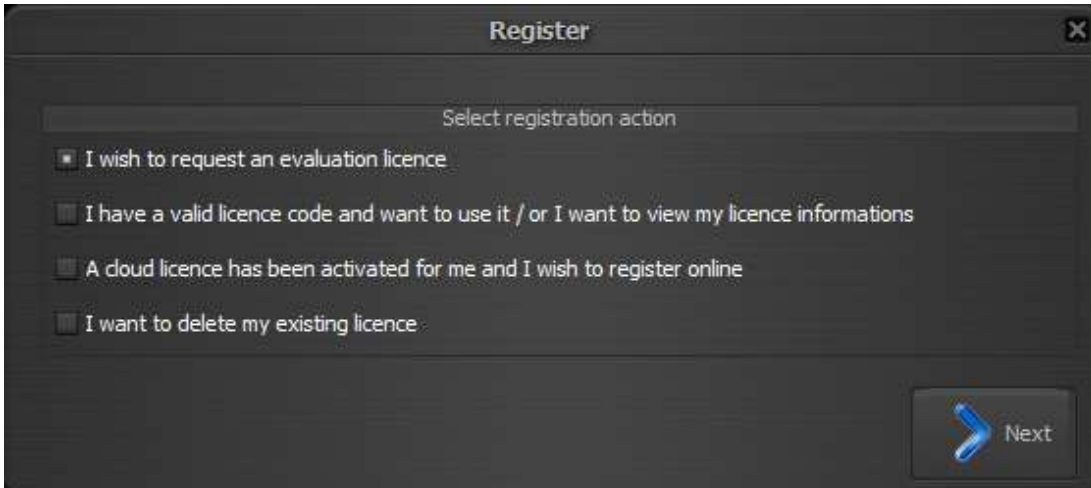 Register
Select registration action
I wish to request an evaluation licence
I have a valid licence code and want to use it / or I want to view my licence informations
A cloud licence has been activated for me and I wish to register online
I want to delete my existing licence
Next